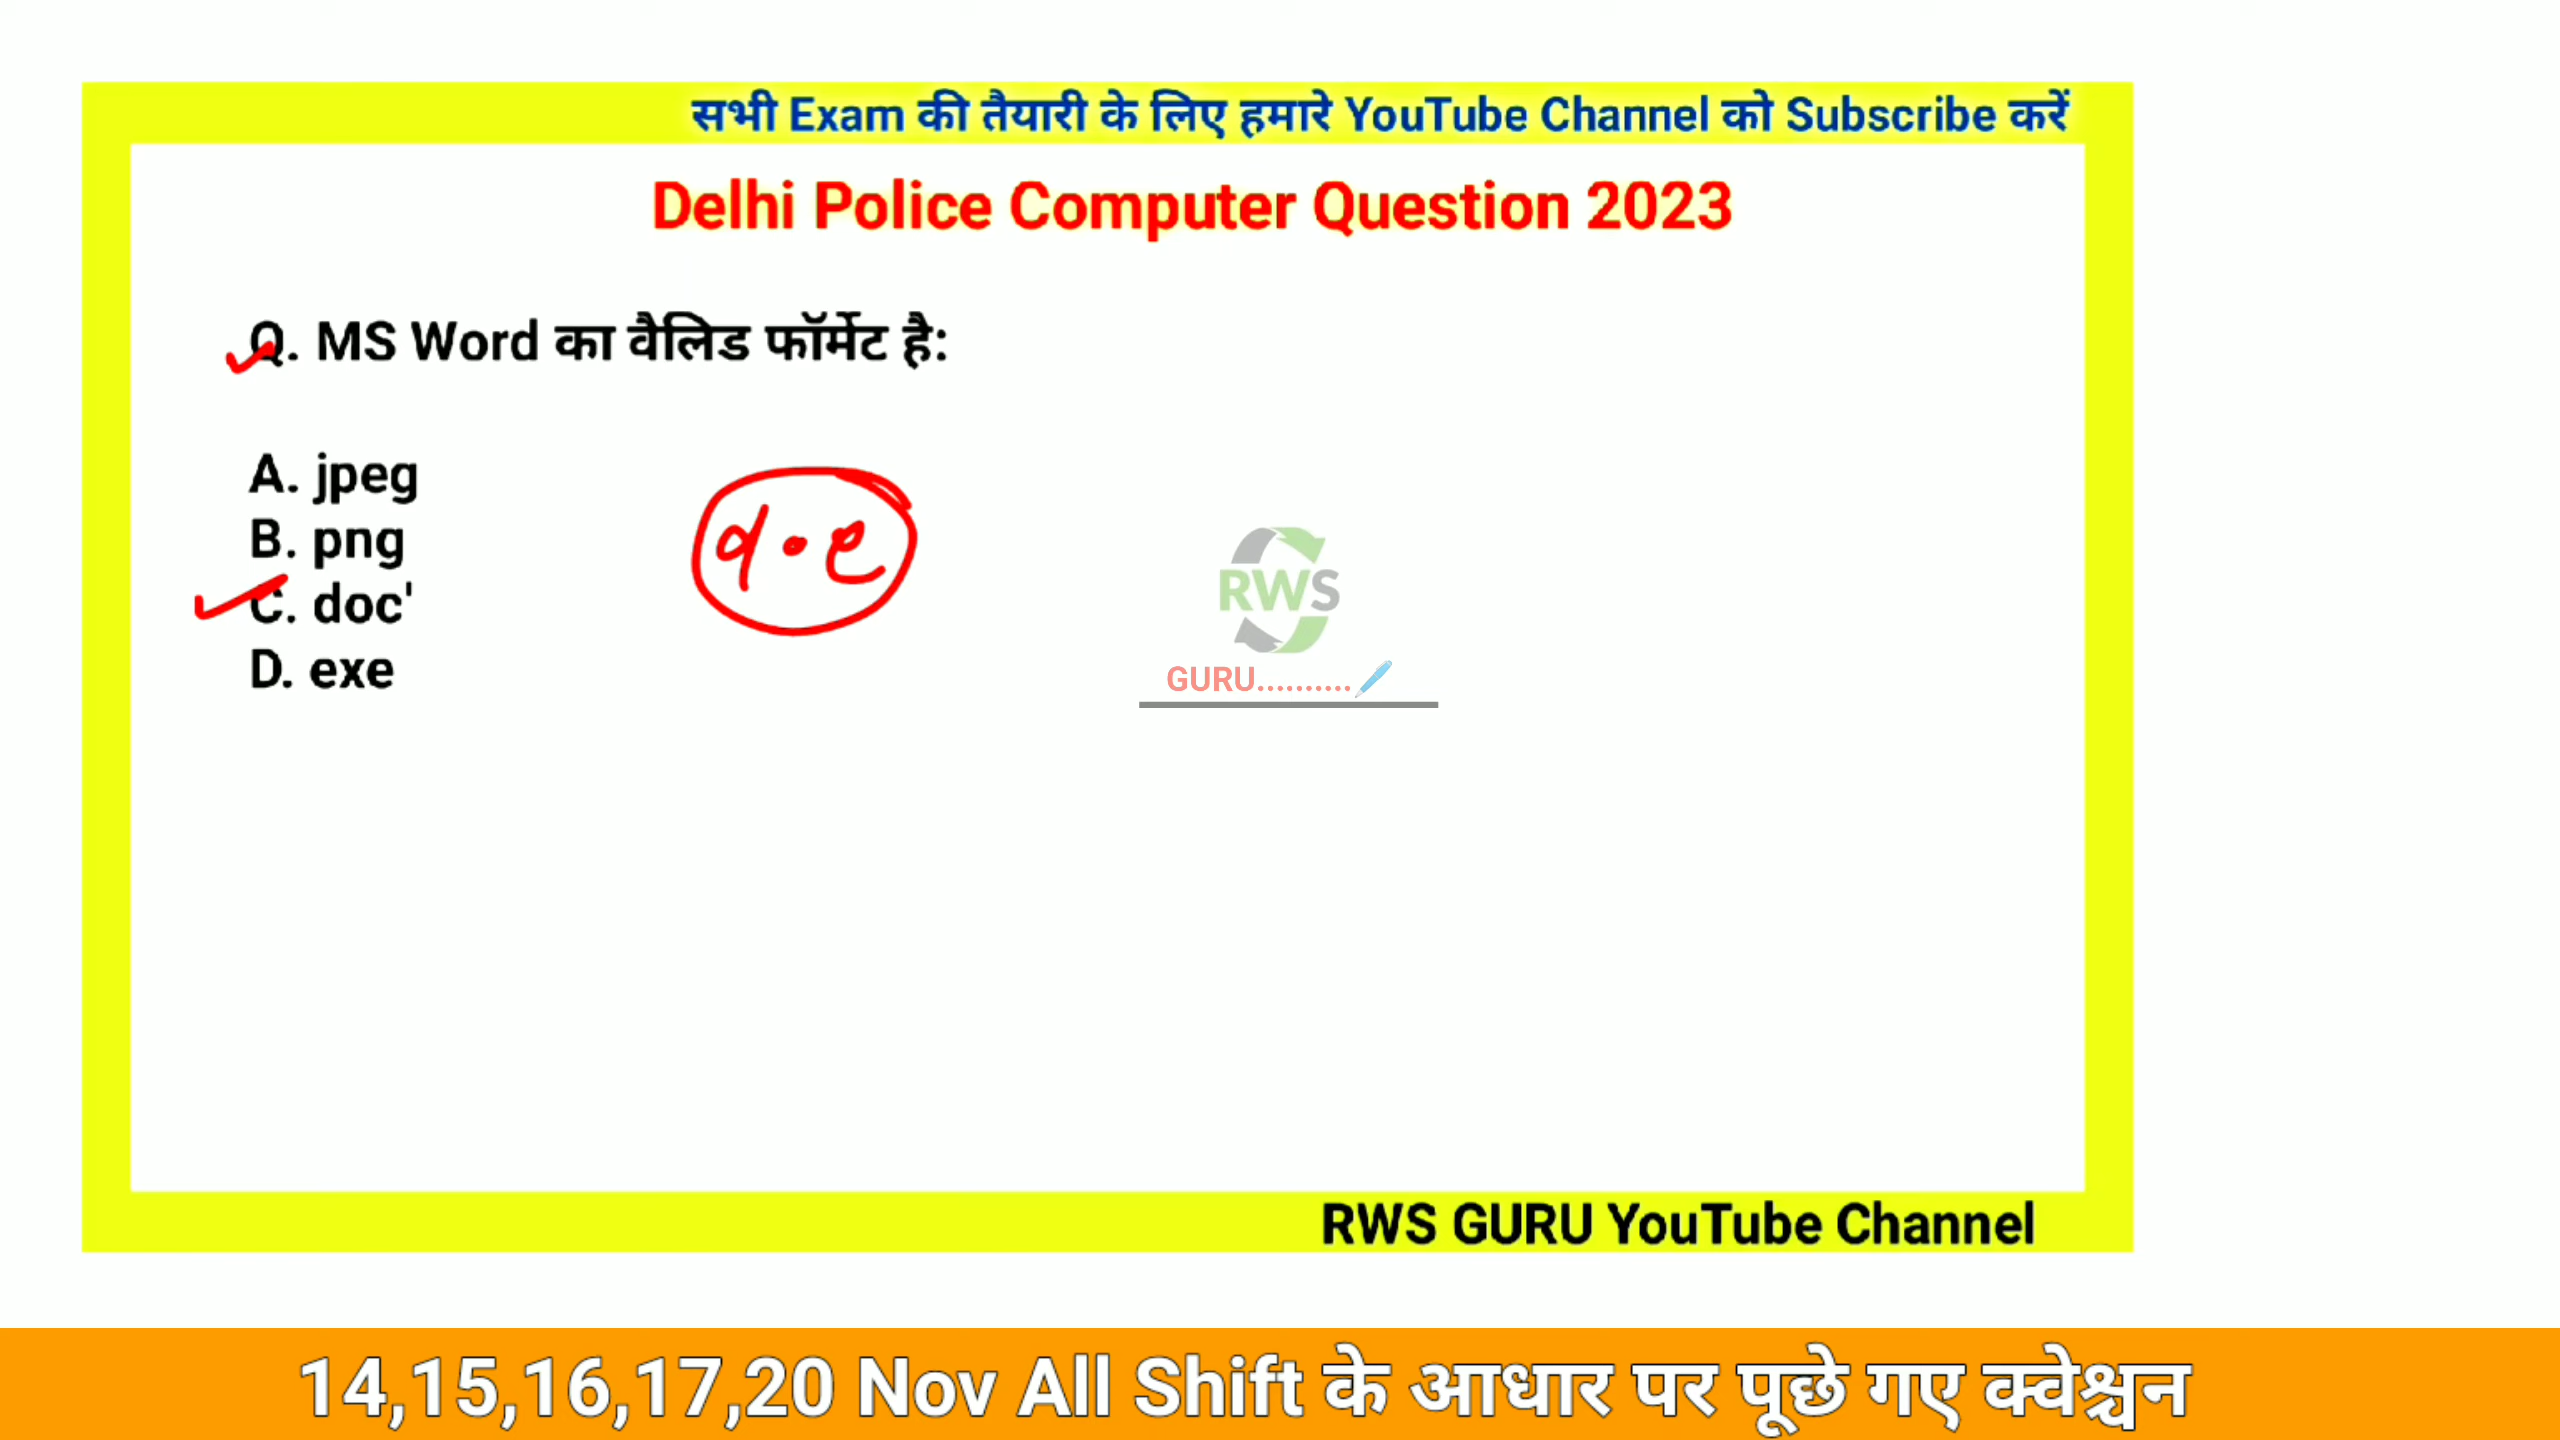 सभी Exam की तैयारी के लिए हमारे YouTube Channel को Subscribe करें
Delhi Police Computer Question 2023
Q. MS Word का वैलिड फॉर्मेट है:
A. jpeg
B. png
C. doc'
D. exe
RWS
GURU..........
RWS GURU YouTube Channel
14,15,16,17,20 Nov All Shift के आधार पर पूछे गए क्वेश्चन